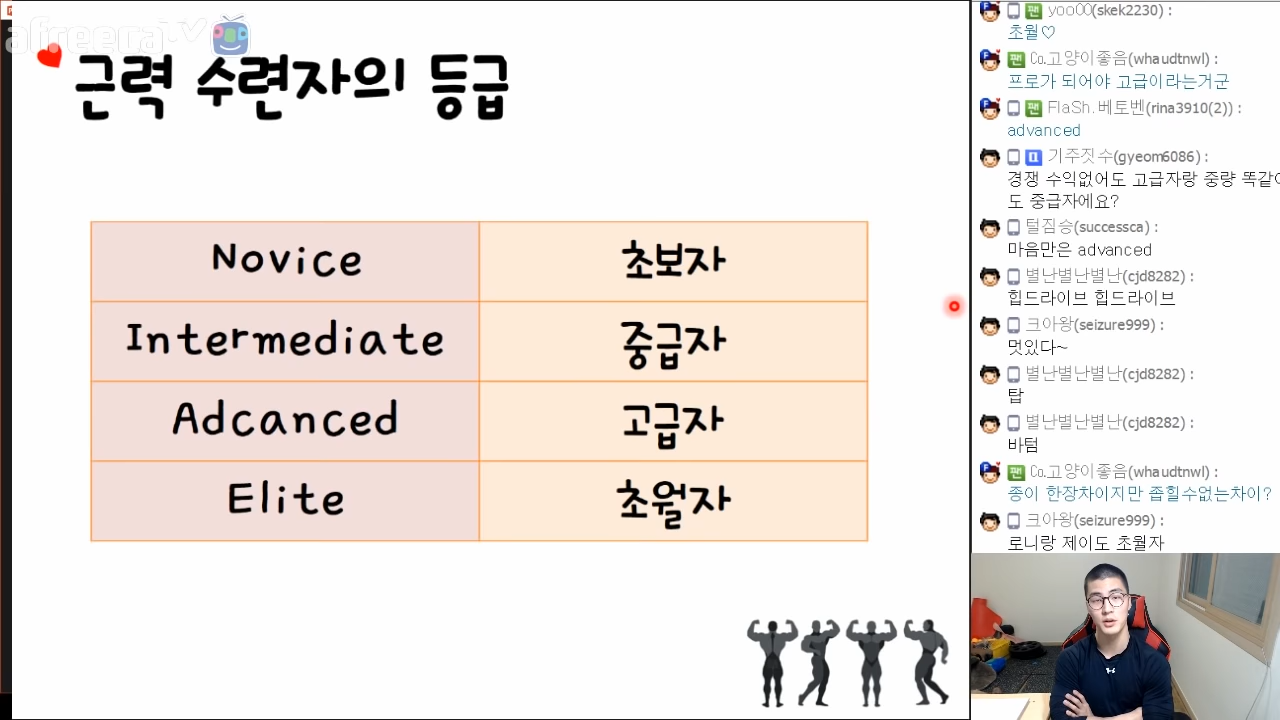 afreecaTV
근력 수련자의 등급
Novice 초보자
Intermediate 중급자
Adcanced 고급자
Elite 초월자
yoo00(skek2230) :
초월♡
팬 Co.고양이좋음(whaudtnwl) :
프로가 되어야 고급이라는거군
팬 FlaSh.베토벤(rina3910(2)) :
advanced
기주짓수(gyeom6086) :
경쟁 수익없어도 고급자랑 중량 똑같아
도 중급자에요?
털짐승(successca) :
마음만은 advanced
별난별난별난(cjd8282) :
힙드라이브 힙드라이브
크아왕(seizure999) :
멋있다~
별난별난별난(cjd8282) :
탑
별난별난별난(cjd8282) :
바텀
팬 Co.고양이좋음(whaudtnwl) :
종이 한장차이지만 좁힐수없는차이?
크아왕(seizure999) :
로니랑 제이도 초월자